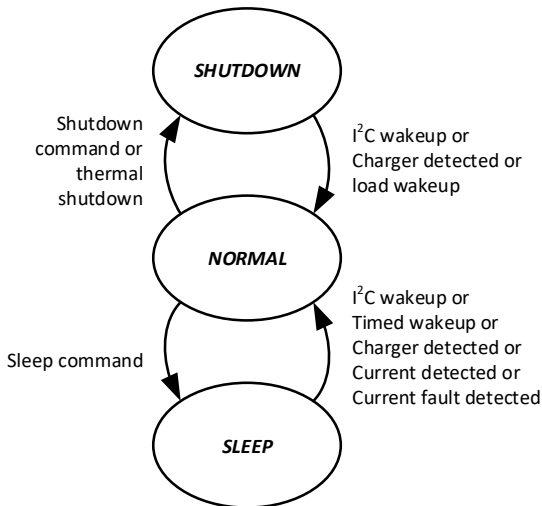 SHUTDOWN
Shutdown
command or
thermal
shutdown
I²C wakeup or
Charger detected or
load wakeup
NORMAL
Sleep command
I²C wakeup or
Timed wakeup or
Charger detected or
Current detected or
Current fault detected
SLEEP